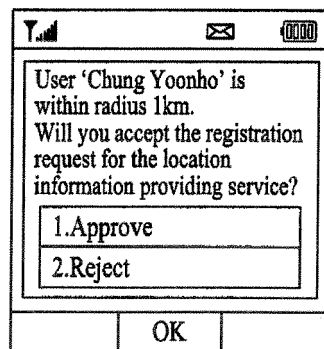 User ‘Chung Yoonho’ is
within radius 1km.
Will you accept the registration
request for the location
information providing service?
1.Approve
2.Reject
OK